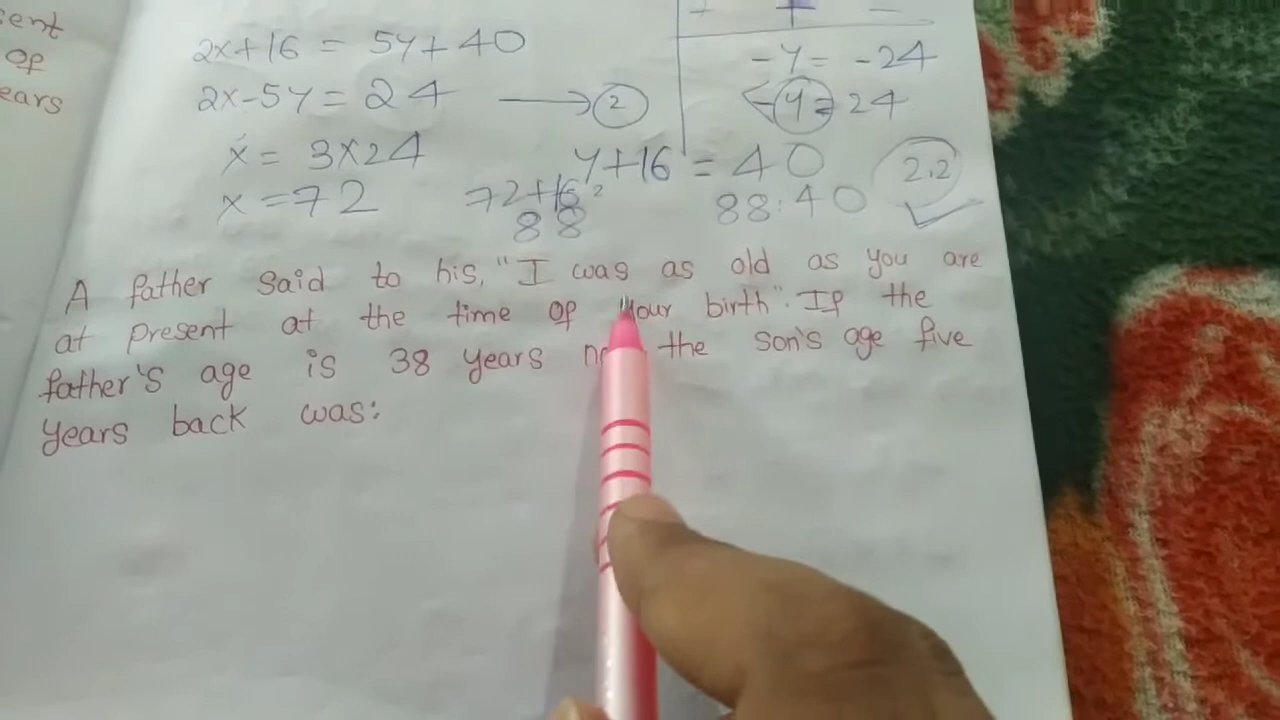 ent
of
ears
2x+16 = 5y+40
2x-5y = 24 → 2
x = 3x24
x = 72
-y = -24
y = 24
y+16 = 40
72+16
88
88:40
2.2
A father said to his, "I was as old as you are
at present at the time of your birth". If the
father's age is 38 years the son's age five
years back was: